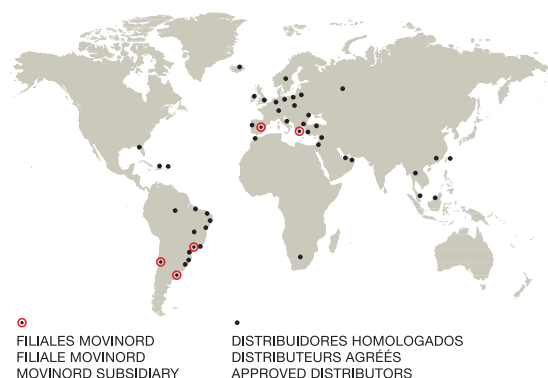 FILIALES MOVINORD
FILIALE MOVINORD
MOVINORD SUBSIDIARY
DISTRIBUIDORES HOMOLOGADOS
DISTRIBUTEURS AGRÉÉS
APPROVED DISTRIBUTORS